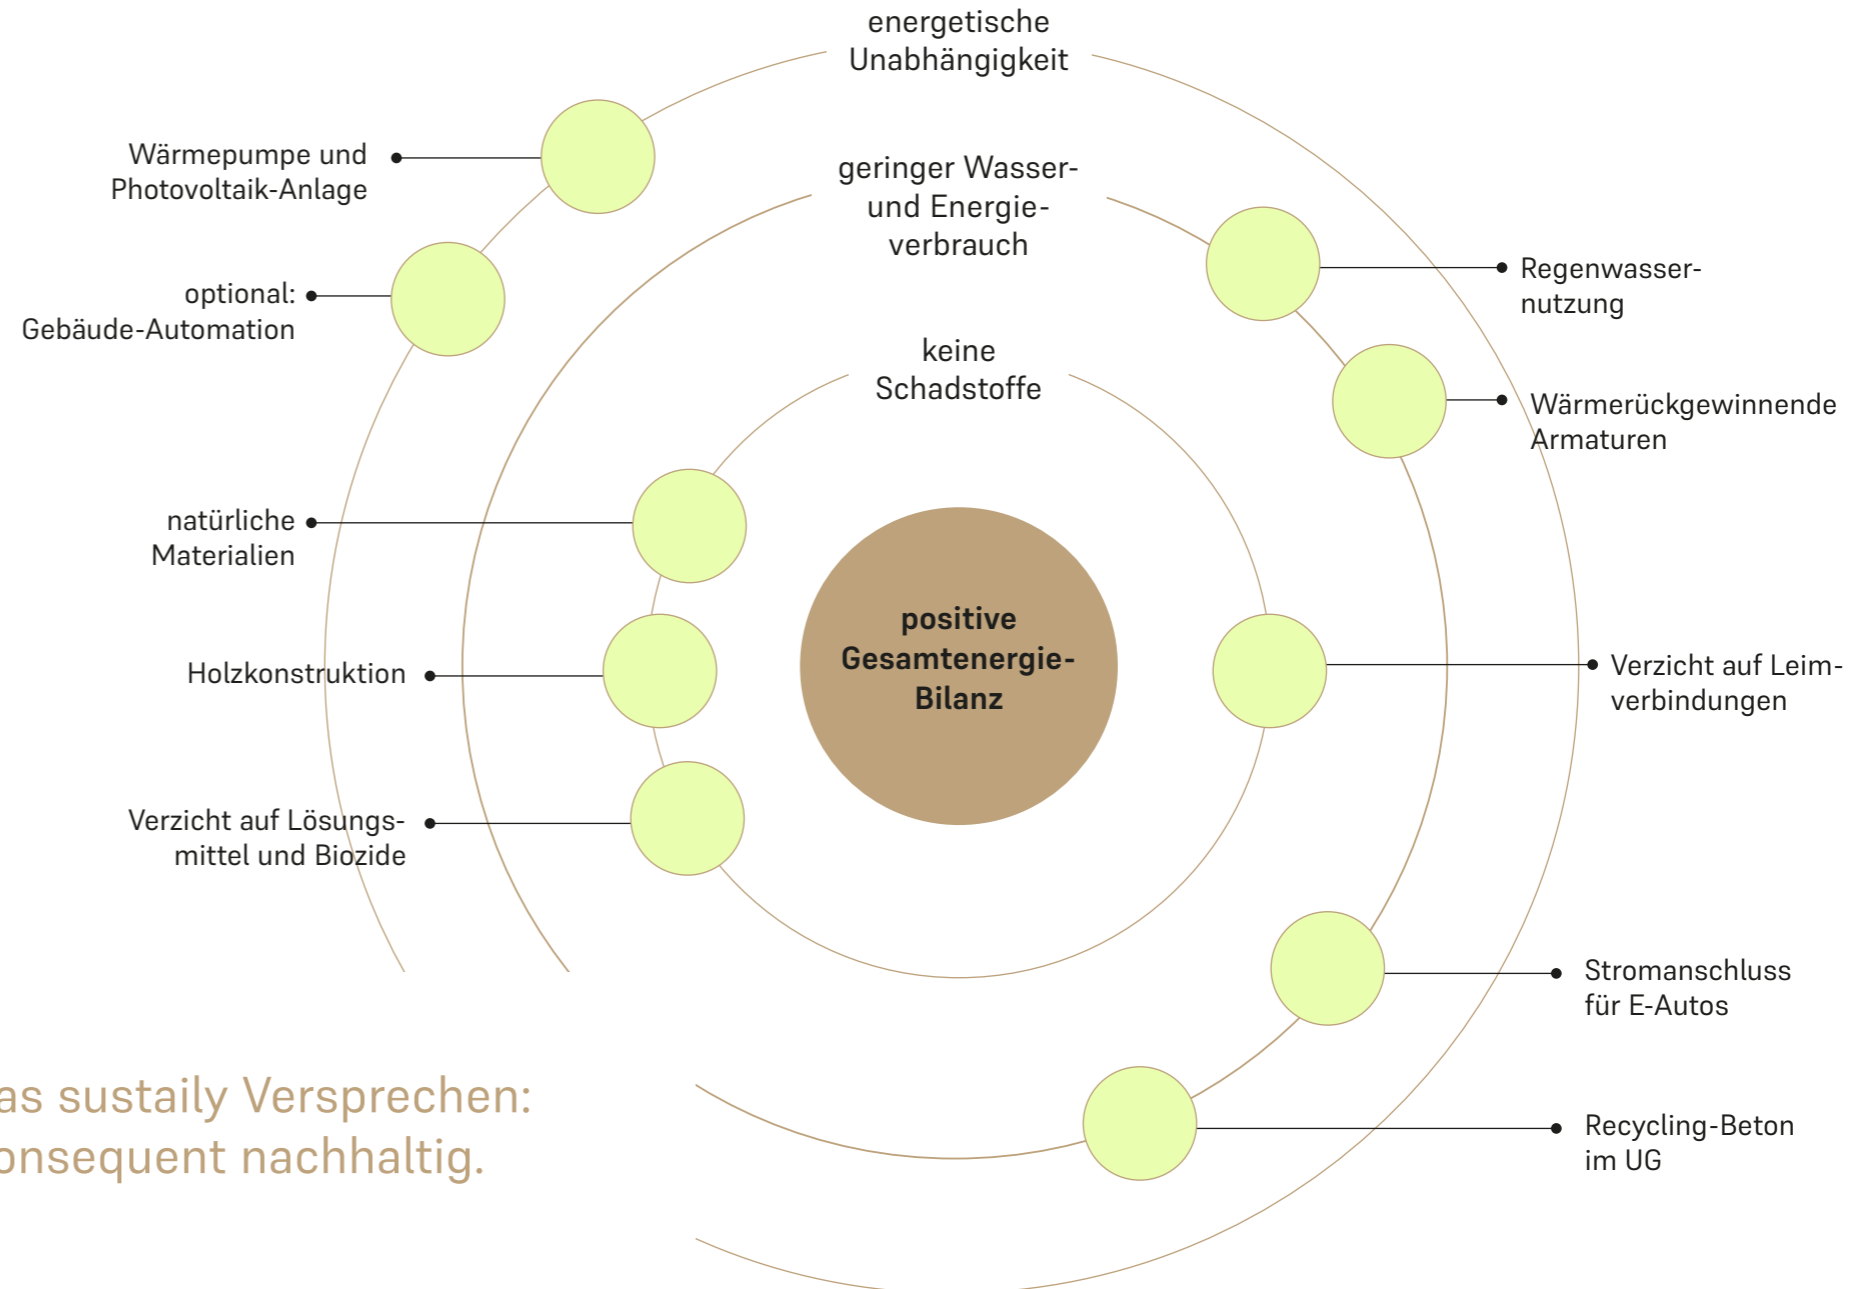 energetische
Unabhängigkeit
Wärmepumpe und
Photovoltaik-Anlage
geringer Wasser-
und Energie-
verbrauch
optional:
Gebäude-Automation
Regenwasser-
nutzung
keine
Schadstoffe
Wärmerückgewinnende
Armaturen
natürliche
Materialien
positive
Gesamtenergie-
Bilanz
Holzkonstruktion
Verzicht auf Leim-
verbindungen
Verzicht auf Lösungs-
mittel und Biozide
Stromanschluss
für E-Autos
Recycling-Beton
im UG
as sustaily Versprechen:
onsequent nachhaltig.